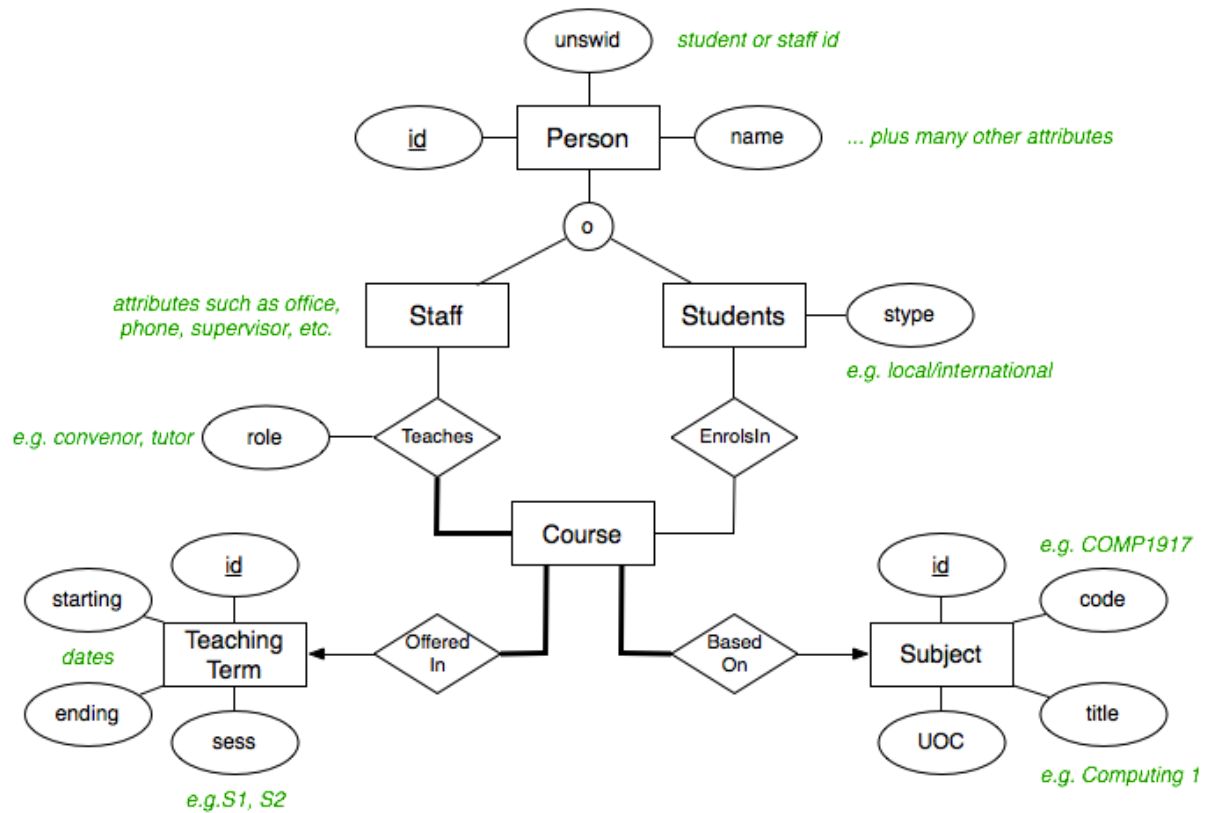 unswid
student or staff id
id
Person
name
... plus many other attributes
o
attributes such as office,
phone, supervisor, etc.
Staff
Students
stype
e.g. local/international
e.g. convenor, tutor
role
Teaches
EnrolsIn
Course
id
starting
Teaching
Term
dates
ending
sess
e.g.S1, S2
Offered
In
Based
On
id
e.g. COMP1917
code
Subject
title
UOC
e.g. Computing 1